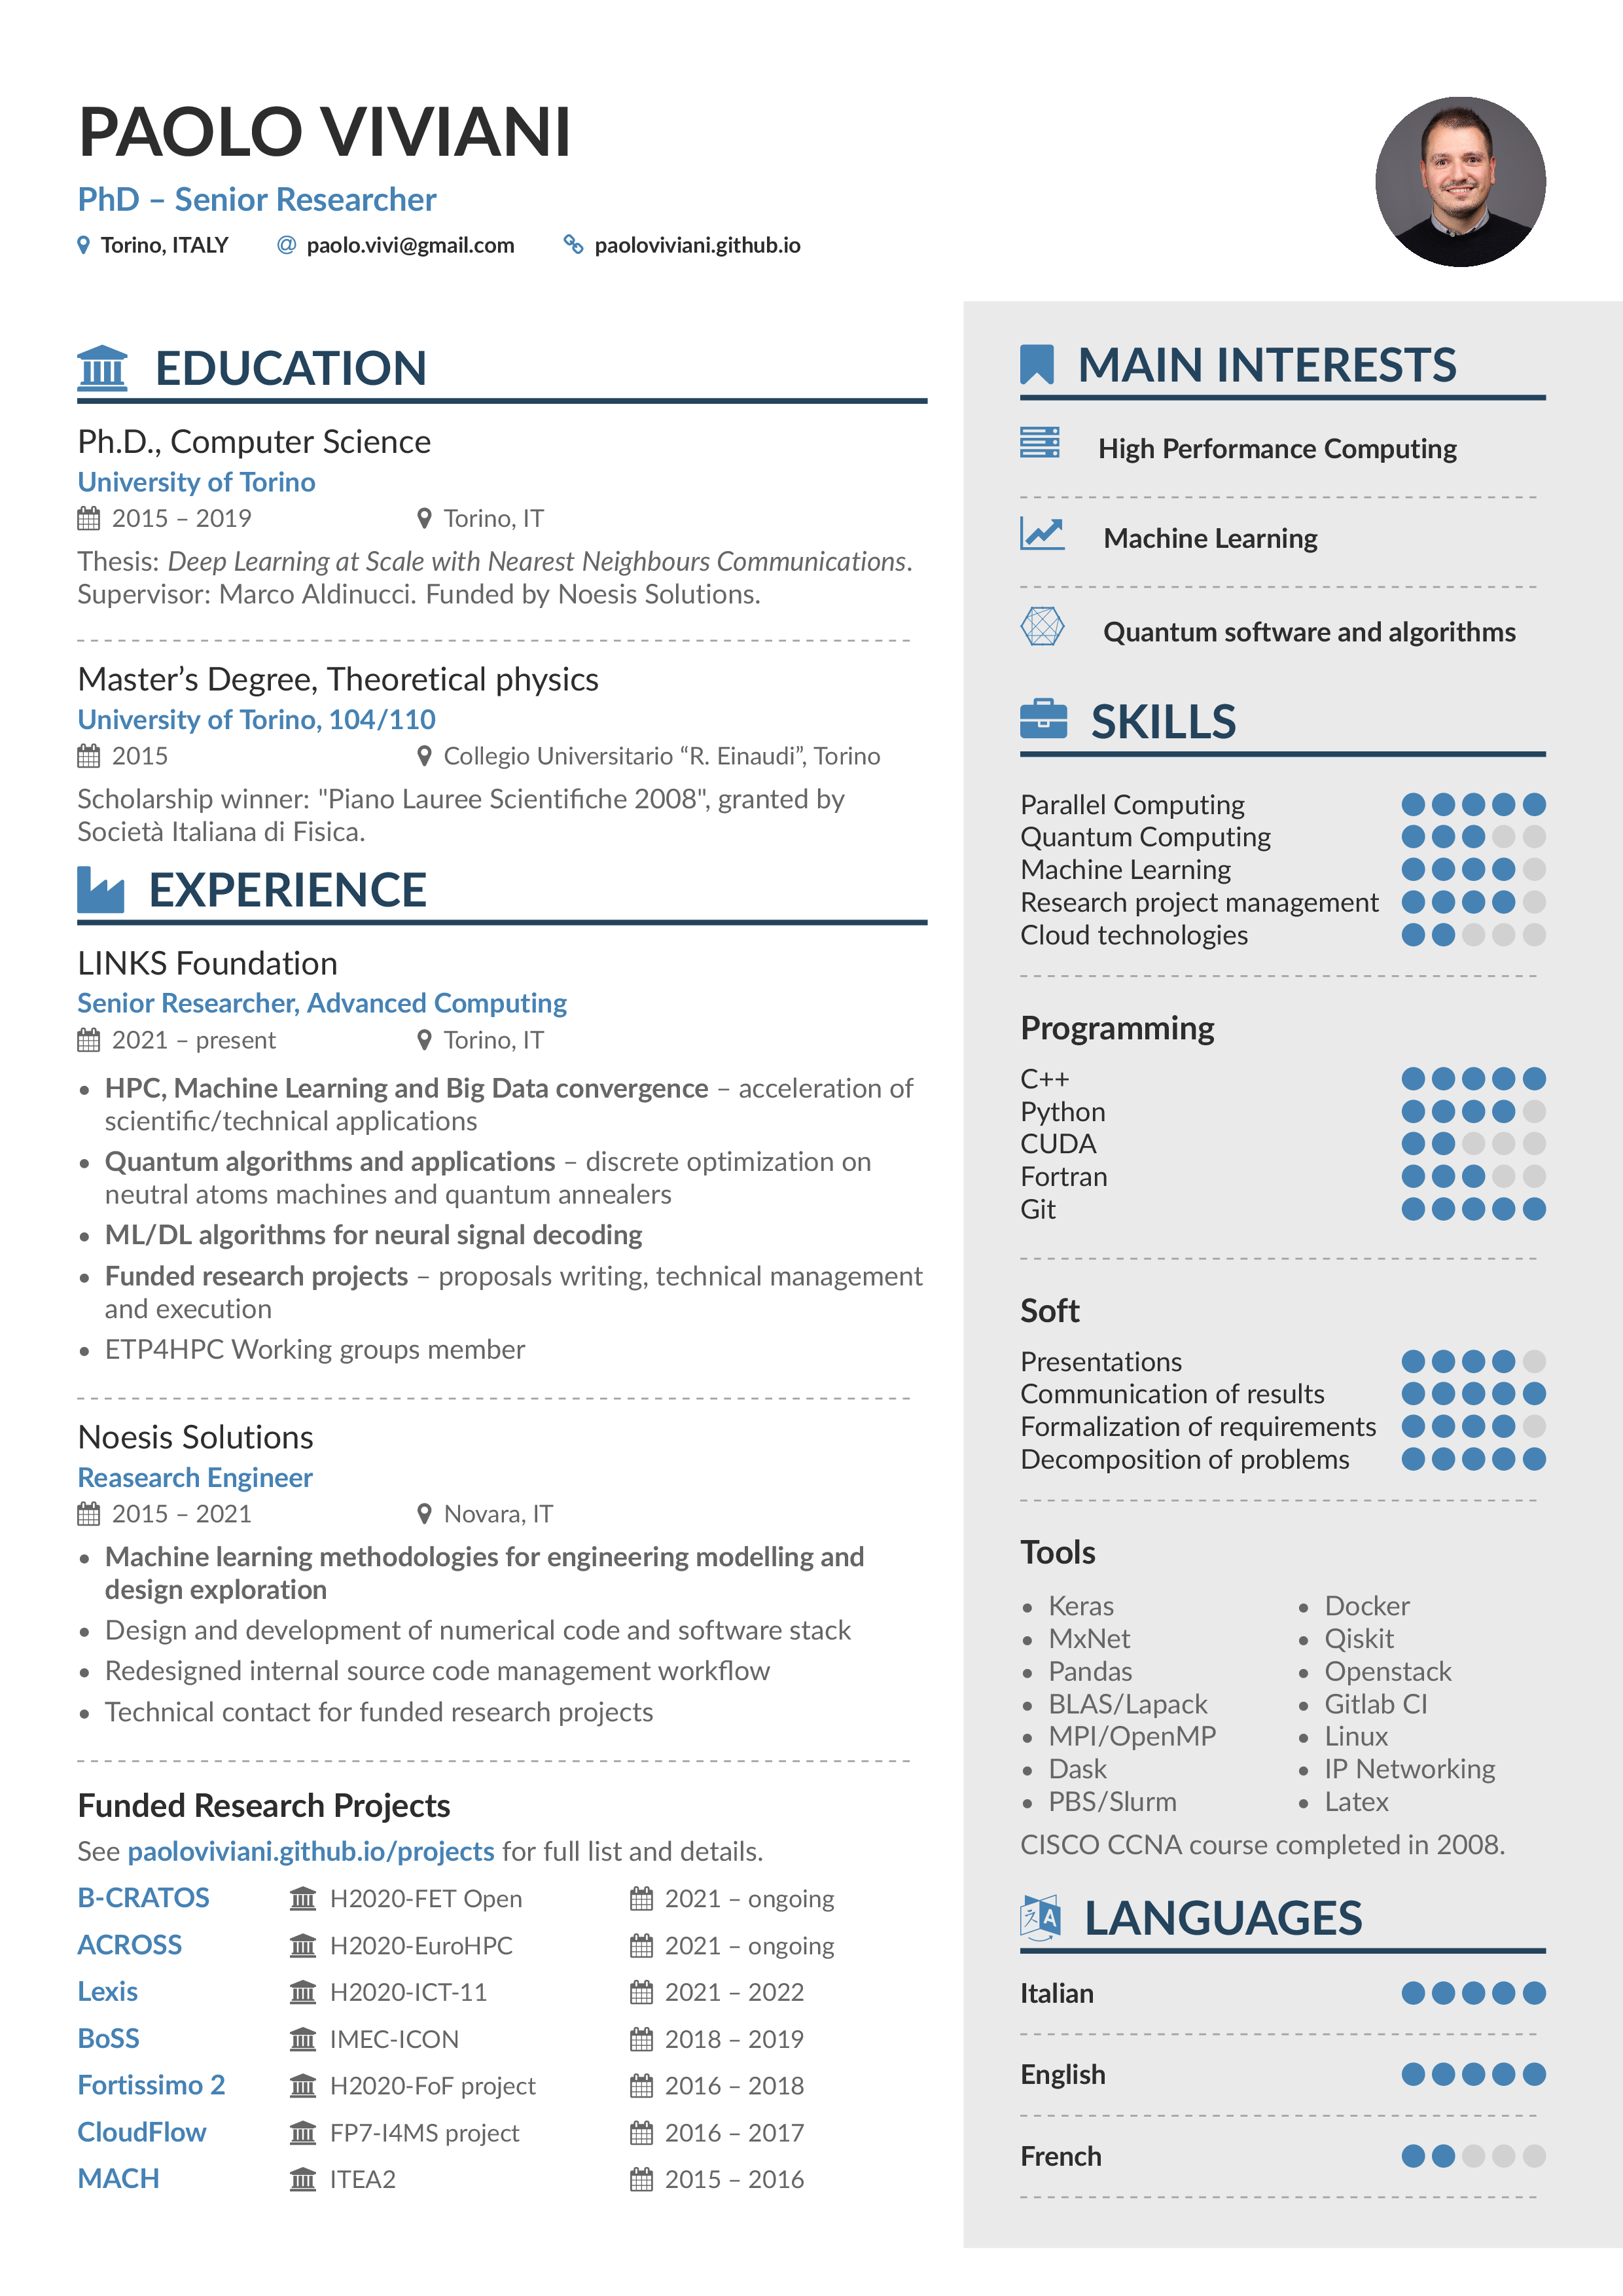 PAOLO VIVIANI
PhD – Senior Researcher
Torino, ITALY @ paolo.vivi@gmail.com paoloviviani.github.io
EDUCATION
Ph.D., Computer Science
University of Torino
2015 – 2019 Torino, IT
Thesis: Deep Learning at Scale with Nearest Neighbours Communications.
Supervisor: Marco Aldinucci. Funded by Noesis Solutions.
Master’s Degree, Theoretical physics
University of Torino, 104/110
2015 Collegio Universitario “R. Einaudi”, Torino
Scholarship winner: "Piano Lauree Scientifiche 2008", granted by
Società Italiana di Fisica.
EXPERIENCE
LINKS Foundation
Senior Researcher, Advanced Computing
2021 – present Torino, IT
• HPC, Machine Learning and Big Data convergence – acceleration of
scientific/technical applications
• Quantum algorithms and applications – discrete optimization on
neutral atoms machines and quantum annealers
• ML/DL algorithms for neural signal decoding
• Funded research projects – proposals writing, technical management
and execution
• ETP4HPC Working groups member
Noesis Solutions
Reasearch Engineer
2015 – 2021 Novara, IT
• Machine learning methodologies for engineering modelling and
design exploration
• Design and development of numerical code and software stack
• Redesigned internal source code management workflow
• Technical contact for funded research projects
Funded Research Projects
See paoloviviani.github.io/projects for full list and details.
B-CRATOS H2020-FET Open 2021 – ongoing
ACROSS H2020-EuroHPC 2021 – ongoing
Lexis H2020-ICT-11 2021 – 2022
BoSS IMEC-ICON 2018 – 2019
Fortissimo 2 H2020-FoF project 2016 – 2018
CloudFlow FP7-I4MS project 2016 – 2017
MACH ITEA2 2015 – 2016
MAIN INTERESTS
High Performance Computing
Machine Learning
Quantum software and algorithms
SKILLS
Parallel Computing
Quantum Computing
Machine Learning
Research project management
Cloud technologies
Programming
C++
Python
CUDA
Fortran
Git
Soft
Presentations
Communication of results
Formalization of requirements
Decomposition of problems
Tools
• Keras
• MxNet
• Pandas
• BLAS/Lapack
• MPI/OpenMP
• Dask
• PBS/Slurm
• Docker
• Qiskit
• Openstack
• Gitlab CI
• Linux
• IP Networking
• Latex
CISCO CCNA course completed in 2008.
LANGUAGES
Italian
English
French